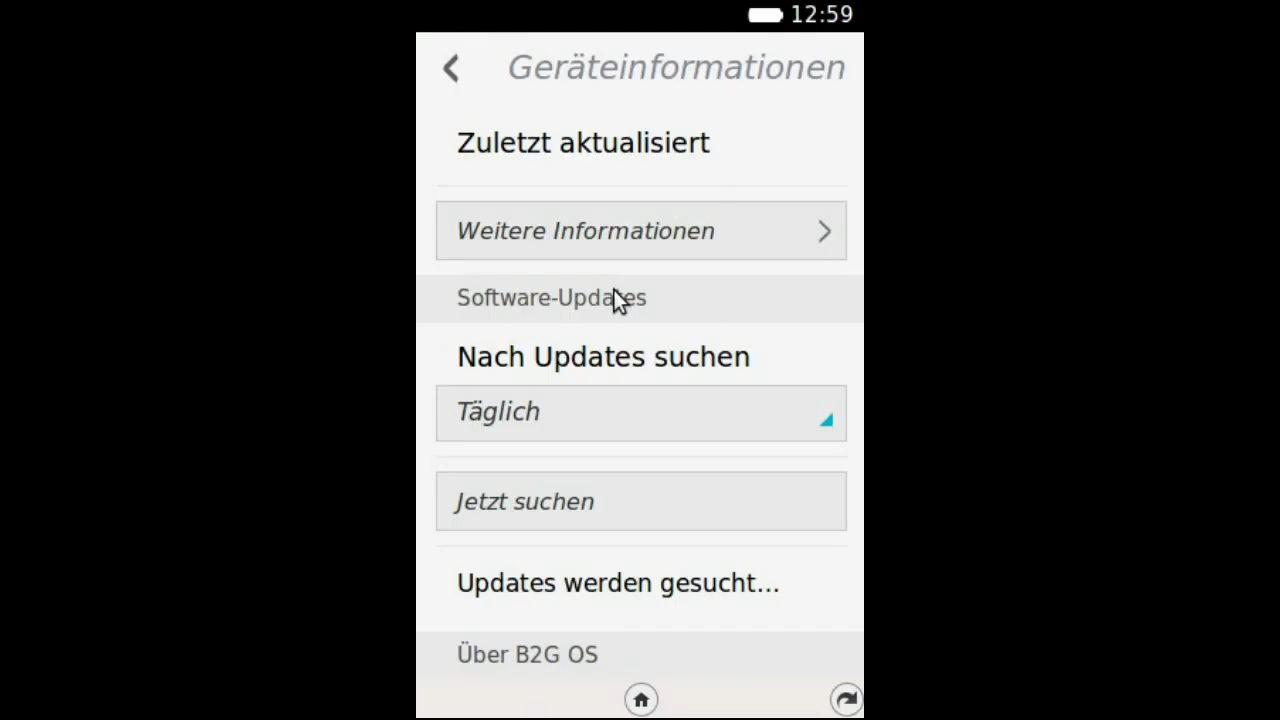 12:59
Geräteinformationen
Zuletzt aktualisiert
Weitere Informationen
Software-Updates
Nach Updates suchen
Täglich
Jetzt suchen
Updates werden gesucht...
Über B2G OS